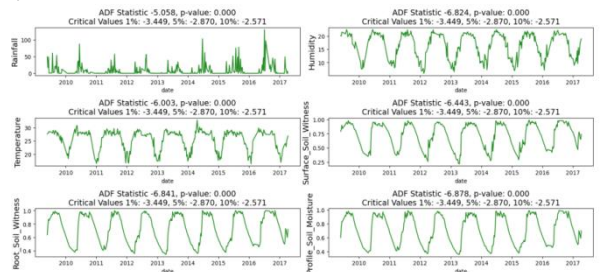 ADF Statistic -5.058, p-value: 0.000
Critical Values 1%: -3.449, 5%: -2.870, 10%: -2.571
Rainfall
100
50
0
2010 2011 2012 2013 2014 2015 2016 2017
date
ADF Statistic -6.824, p-value: 0.000
Critical Values 1%: -3.449, 5%: -2.870, 10%: -2.571
Humidity
20
15
10
2010 2011 2012 2013 2014 2015 2016 2017
date
ADF Statistic -6.003, p-value: 0.000
Critical Values 1%: -3.449, 5%: -2.870, 10%: -2.571
Temperature
30
25
20
2010 2011 2012 2013 2014 2015 2016 2017
date
ADF Statistic -6.443, p-value: 0.000
Critical Values 1%: -3.449, 5%: -2.870, 10%: -2.571
Surface_Soil_Witness
1.00
0.75
0.50
0.25
2010 2011 2012 2013 2014 2015 2016 2017
date
ADF Statistic -6.841, p-value: 0.000
Critical Values 1%: -3.449, 5%: -2.870, 10%: -2.571
Root_Soil_Witness
1.0
0.8
0.6
0.4
2010 2011 2012 2013 2014 2015 2016 2017
ADF Statistic -6.878, p-value: 0.000
Critical Values 1%: -3.449, 5%: -2.870, 10%: -2.571
Profile_Soil_Moisture
1.0
0.8
0.6
0.4
2010 2011 2012 2013 2014 2015 2016 2017